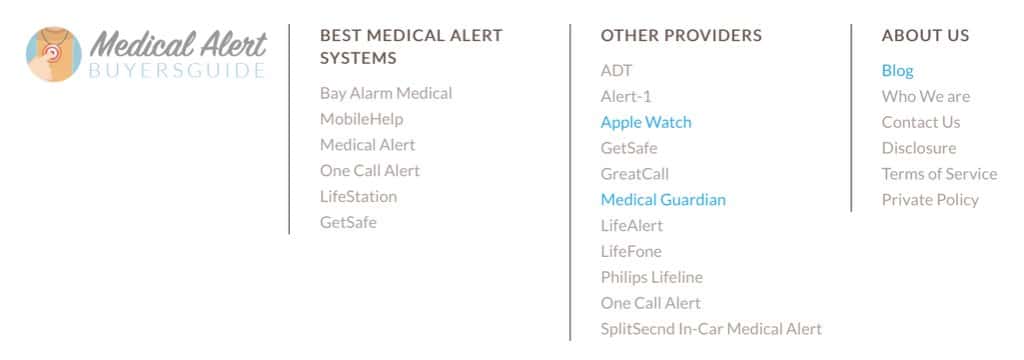 Medical Alert
BUYERSGUIDE
BEST MEDICAL ALERT
SYSTEMS
Bay Alarm Medical
MobileHelp
Medical Alert
One Call Alert
LifeStation
GetSafe
OTHER PROVIDERS
ADT
Alert-1
Apple Watch
GetSafe
GreatCall
Medical Guardian
LifeAlert
LifeFone
Philips Lifeline
One Call Alert
SplitSecnd In-Car Medical Alert
ABOUT US
Blog
Who We are
Contact Us
Disclosure
Terms of Service
Private Policy